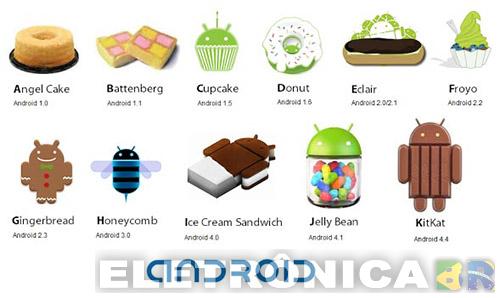 Angel Cake
Android 1.0
Battenberg
Android 1.1
Cupcake
Android 1.5
Donut
Android 1.6
Eclair
Android 2.0/2.1
Froyo
Android 2.2
Gingerbread
Android 2.3
Honeycomb
Android 3.0
Ice Cream Sandwich
Android 4.0
Jelly Bean
Android 4.1
KitKat
Android 4.4
ELETRÔNICA BR
ANDROID